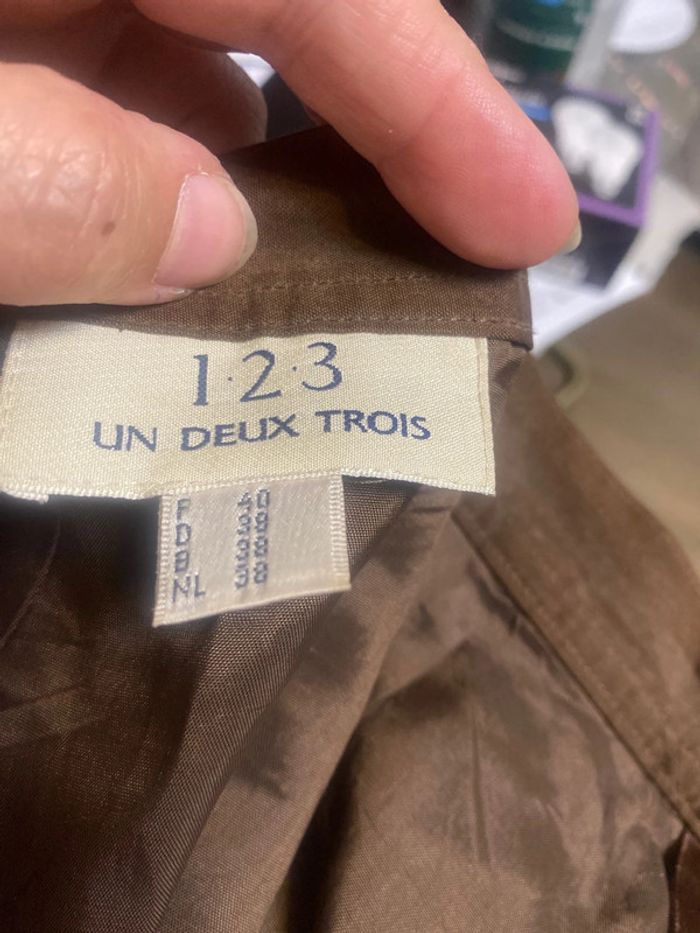 1·2·3
UN DEUX TROIS
F 40
D 38
B 38
NL 38